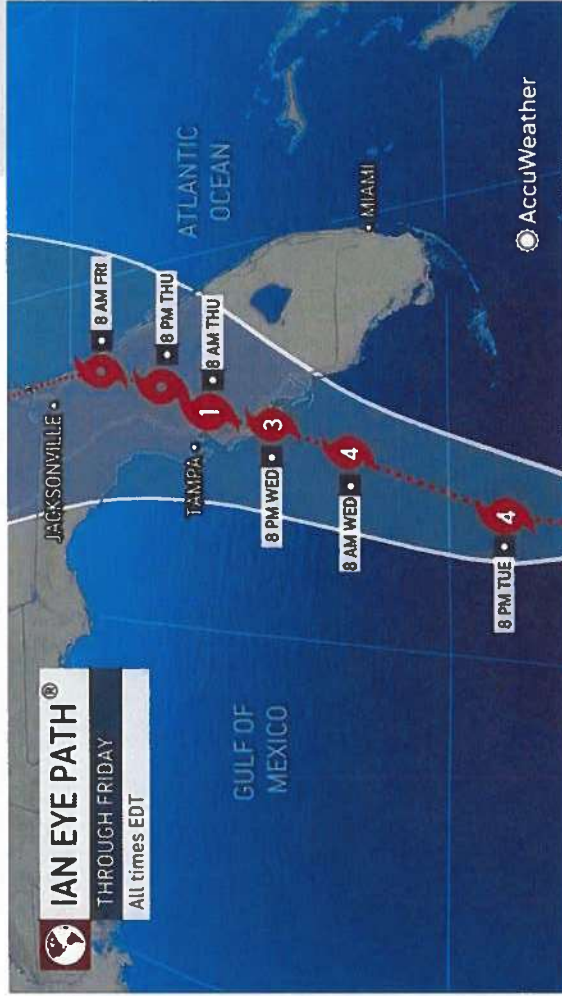 IAN EYE PATH®
THROUGH FRIDAY
All times EDT
JACKSONVILLE
8 AM FRI
ATLANTIC
OCEAN
8 PM THU
TAMPA
1
8 AM THU
GULF OF
MEXICO
8 PM WED
3
8 AM WED
4
MIAMI
8 PM TUE
4
AccuWeather